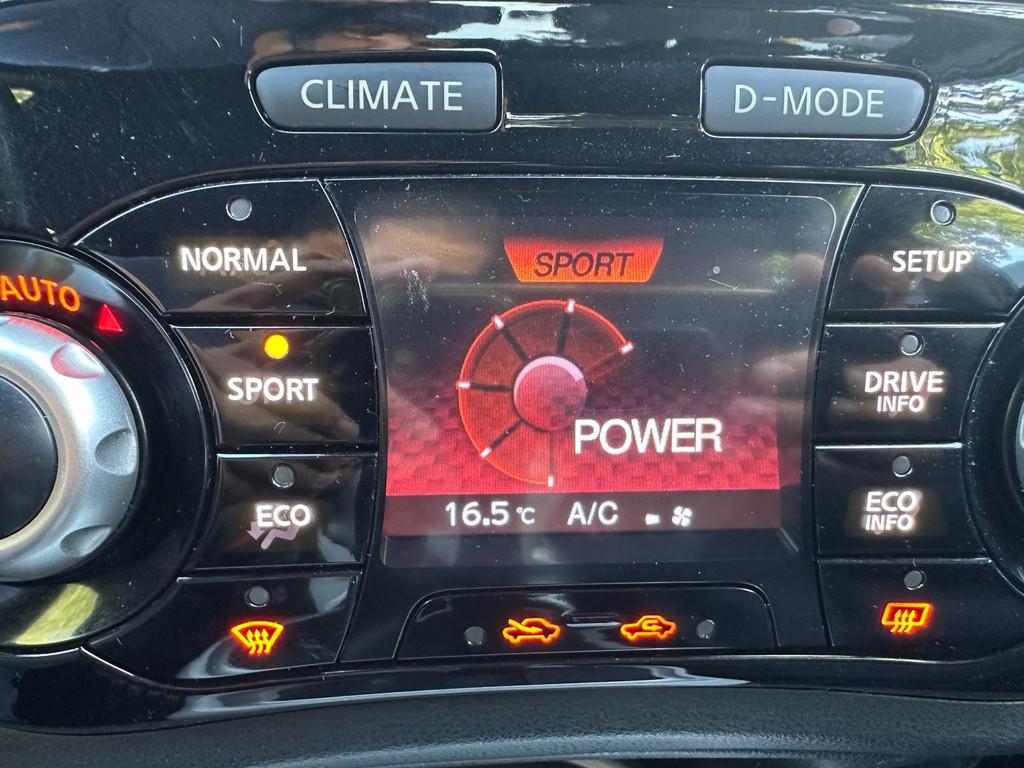 CLIMATE
D-MODE
NORMAL
SPORT
SETUP
AUTO
SPORT
DRIVE
INFO
POWER
ECO
16.5°C A/C
ECO
INFO